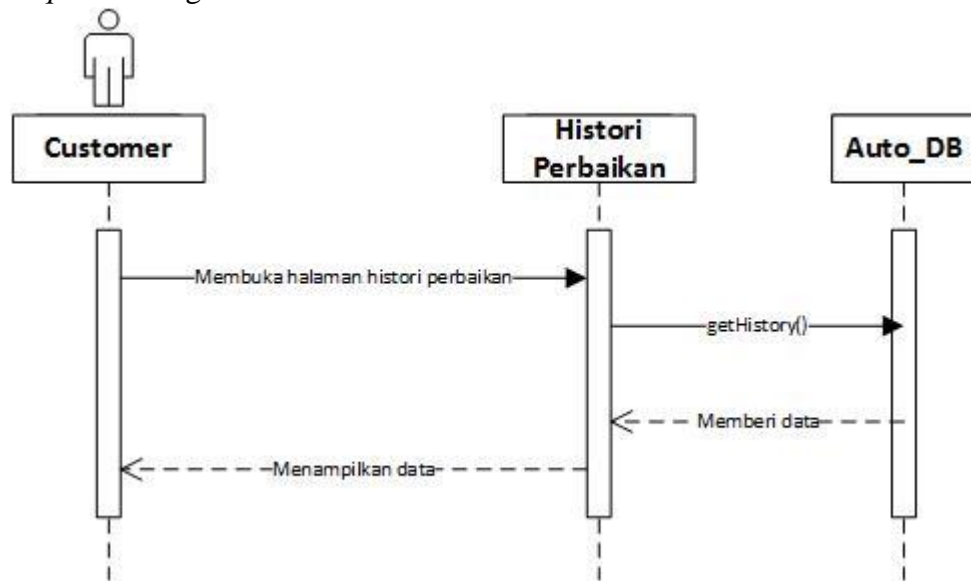 Customer
Histori
Perbaikan
Auto_DB
Membuka halaman histori perbaikan
getHistory()
Memberi data
Menampilkan data